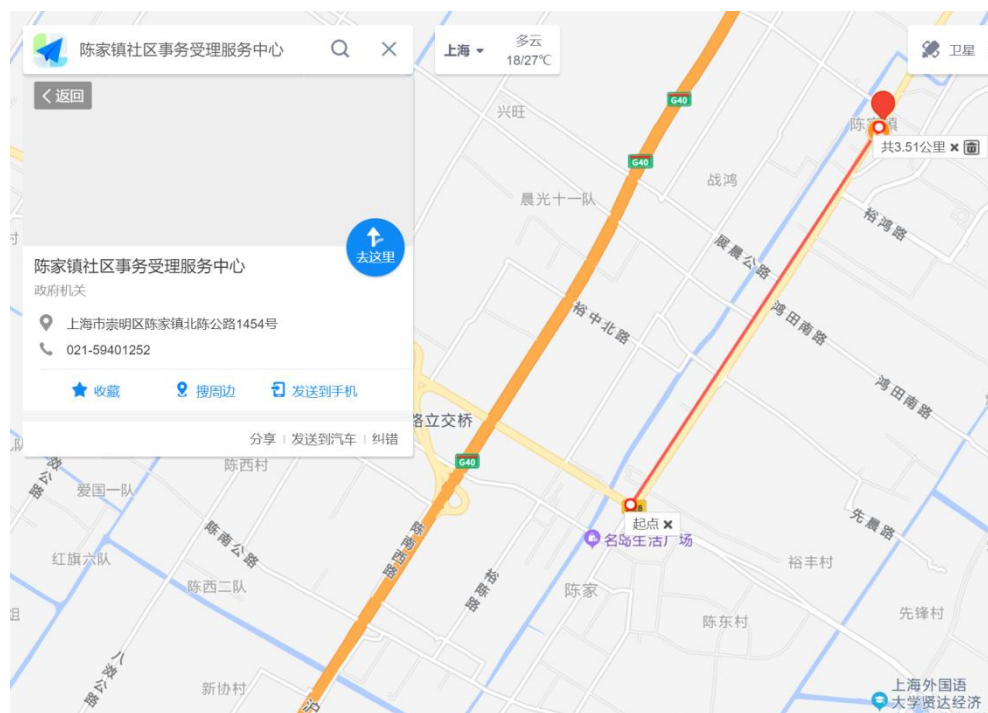 陈家镇社区事务受理服务中心
上海
多云
18/27℃
卫星
返回
G40
兴旺
陈家镇
共3.51公里
G40
战鸿
晨光十一队
裕鸿路
去这里
展晨公路
陈家镇社区事务受理服务中心
政府机关
裕中北路
鸿田南路
上海市崇明区陈家镇北陈公路1454号
021-59401252
收藏
搜周边
发送到手机
鸿田南路
路立交桥
分享
发送到汽车
纠错
G40
陈西村
爱国一队
起点
先晨路
名岛生活广场
陈南公路
陈南西路
红旗六队
裕丰村
陈西二队
裕陈路
陈家
陈东村
先锋村
组
八滧公路
新协村
上海外国语
大学贤达经济